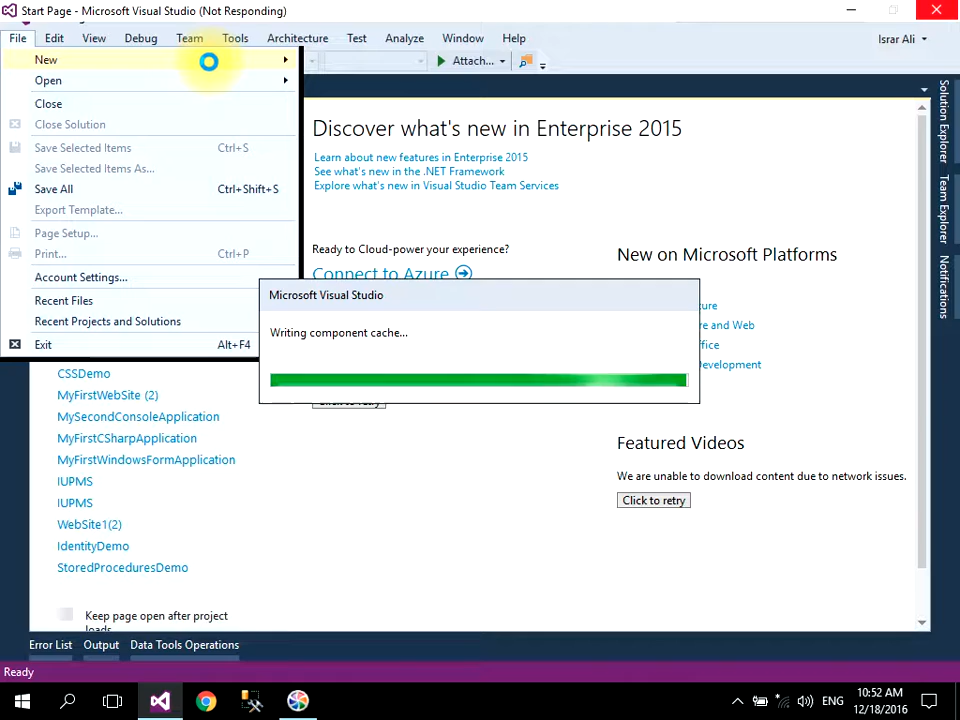 Start Page - Microsoft Visual Studio (Not Responding)
File Edit View Debug Team Tools Architecture Test Analyze Window Help
Israr Ali
Attach...
New
Open
Close
Close Solution
Save Selected Items Ctrl+S
Save Selected Items As...
Save All Ctrl+Shift+S
Export Template...
Page Setup...
Print... Ctrl+P
Account Settings...
Recent Files
Recent Projects and Solutions
Exit Alt+F4
Discover what's new in Enterprise 2015
Learn about new features in Enterprise 2015
See what's new in the .NET Framework
Explore what's new in Visual Studio Team Services
Ready to Cloud-power your experience?
Connect to Azure
New on Microsoft Platforms
ure
re and Web
ffice
evelopment
Microsoft Visual Studio
Writing component cache...
Featured Videos
We are unable to download content due to network issues.
Click to retry
CSSDemo
MyFirstWebSite (2)
MySecondConsoleApplication
MyFirstCSharpApplication
MyFirstWindowsFormApplication
IUPMS
IUPMS
WebSite1(2)
IdentityDemo
StoredProceduresDemo
Keep page open after project
loads
Solution Explorer
Team Explorer
Notifications
Error List Output Data Tools Operations
Ready
ENG
10:52 AM
12/18/2016